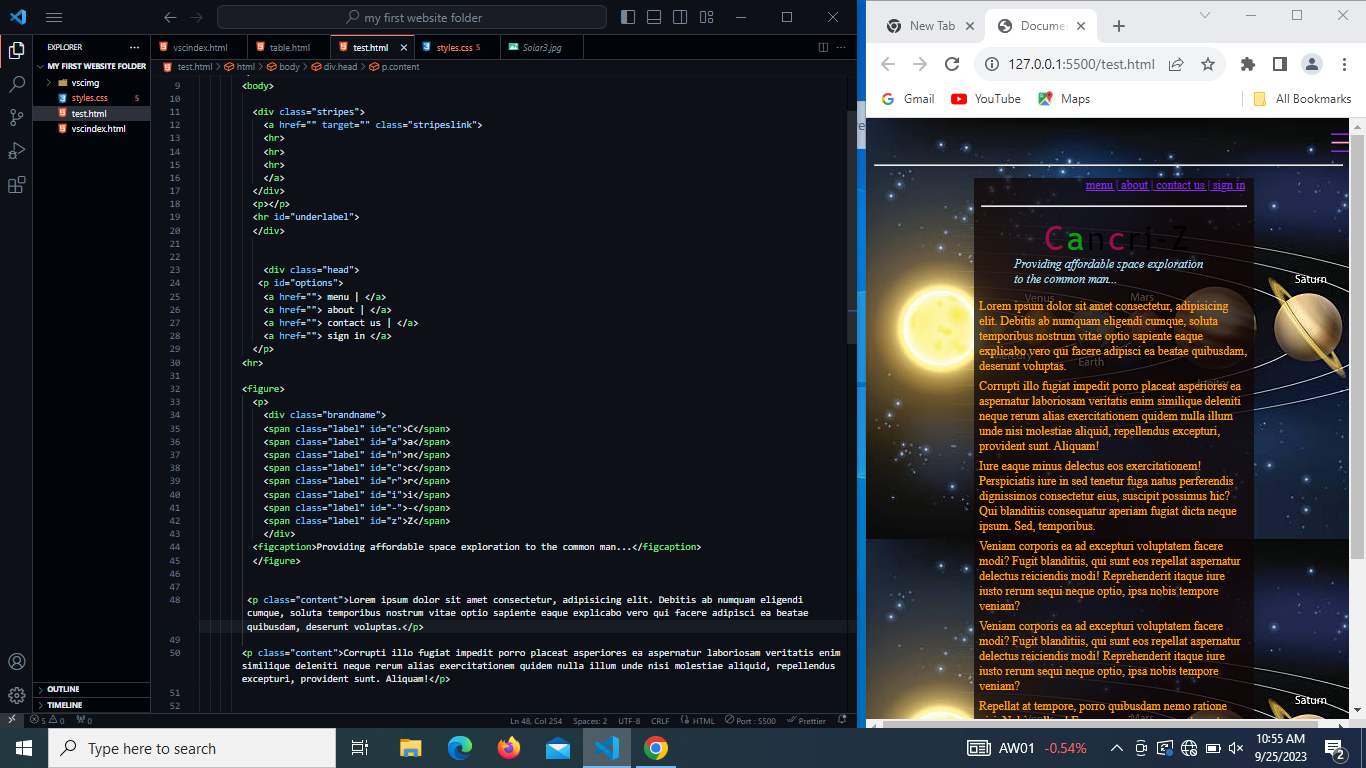 my first website folder
EXPLORER
MY FIRST WEBSITE FOLDER
vscimg
styles.css 5
test.html
vscindex.html
OUTLINE
TIMELINE
vscindex.html table.html test.html styles.css 5 Solar3.jpg
test.html > html > body > div.head > p.content
9 <body>
10
11 <div class="stripes">
12 <a href="" target="" class="stripeslink">
13 <hr>
14 <hr>
15 <hr>
16 </a>
17 </div>
18 <p></p>
19 <hr id="underlabel">
20 </div>
21
22
23 <div class="head">
24 <p id="options">
25 <a href=""> menu | </a>
26 <a href=""> about | </a>
27 <a href=""> contact us | </a>
28 <a href=""> sign in </a>
29 </p>
30 <hr>
31
32 <figure>
33 <p>
34 <div class="brandname">
35 <span class="label" id="c">C</span>
36 <span class="label" id="a">a</span>
37 <span class="label" id="n">n</span>
38 <span class="label" id="c">c</span>
39 <span class="label" id="r">r</span>
40 <span class="label" id="i">i</span>
41 <span class="label" id="-">-</span>
42 <span class="label" id="z">Z</span>
43 </div>
44 <figcaption>Providing affordable space exploration to the common man...</figcaption>
45 </figure>
46
47
48 <p class="content">Lorem ipsum dolor sit amet consectetur, adipisicing elit. Debitis ab numquam eligendi
cumque, soluta temporibus nostrum vitae optio sapiente eaque explicabo vero qui facere adipisci ea beatae
quibusdam, deserunt voluptas.</p>
49
50 <p class="content">Corrupti illo fugiat impedit porro placeat asperiores ea aspernatur laboriosam veritatis enim
similique deleniti neque rerum alias exercitationem quidem nulla illum unde nisi molestiae aliquid, repellendus
excepturi, provident sunt. Aliquam!</p>
51
52
5 0 0 Ln 48, Col 254 Spaces: 2 UTF-8 CRLF HTML Port : 5500 Prettier
New Tab Docume
127.0.0.1:5500/test.html
Gmail YouTube Maps All Bookmarks
menu | about | contact us | sign in
Cancri-Z
Providing affordable space exploration
to the common man...
Saturn
Venus Mars
Lorem ipsum dolor sit amet consectetur, adipisicing
elit. Debitis ab numquam eligendi cumque, soluta
temporibus nostrum vitae optio sapiente eaque
explicabo vero qui facere adipisci ea beatae quibusdam,
Mercury Earth
deserunt voluptas.
Jupiter
Corrupti illo fugiat impedit porro placeat asperiores ea
aspernatur laboriosam veritatis enim similique deleniti
neque rerum alias exercitationem quidem nulla illum
unde nisi molestiae aliquid, repellendus excepturi,
provident sunt. Aliquam!
Iure eaque minus delectus eos exercitationem!
Perspiciatis iure in sed tenetur fuga natus perferendis
dignissimos consectetur eius, suscipit possimus hic?
Qui blanditiis consequatur aperiam fugiat dicta neque
ipsum. Sed, temporibus.
Veniam corporis ea ad excepturi voluptatem facere
modi? Fugit blanditiis, qui sunt eos repellat aspernatur
delectus reiciendis modi! Reprehenderit itaque iure
iusto rerum sequi neque optio, ipsa nobis tempore
veniam?
Veniam corporis ea ad excepturi voluptatem facere
modi? Fugit blanditiis, qui sunt eos repellat aspernatur
delectus reiciendis modi! Reprehenderit itaque iure
iusto rerum sequi neque optio, ipsa nobis tempore
veniam?
Saturn
Repellat at tempore, porro quibusdam nemo ratione
Mars
Type here to search
AW01 -0.54%
10:55 AM
9/25/2023
2